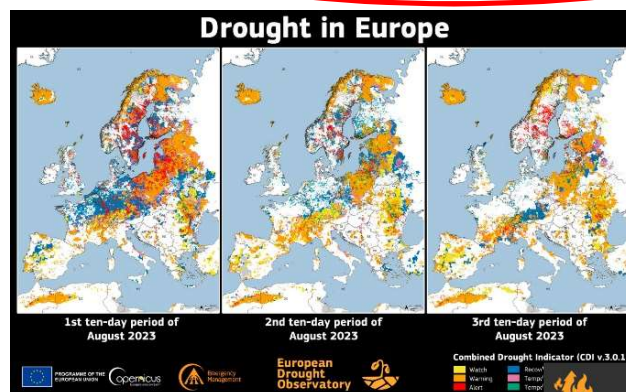 Drought in Europe
1st ten-day period of
August 2023
2nd ten-day period of
August 2023
3rd ten-day period of
August 2023
PROGRAMME OF THE
EUROPEAN UNION
Copernicus
Emergency
Management
European
Drought
Observatory
Combined Drought Indicator (CDI v.3.0.1
Watch
Warning
Alert